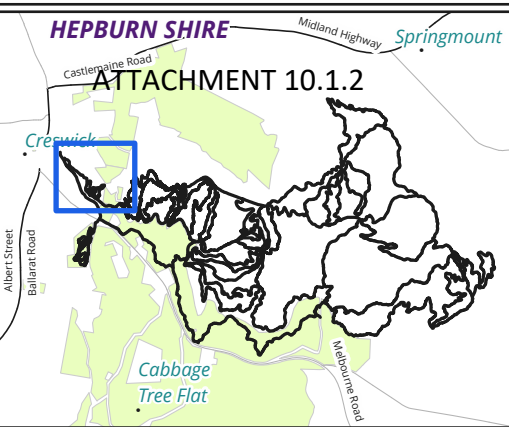 HEPBURN SHIRE
Midland Highway
Springmount
Castlemaine Road
ATTACHMENT 10.1.2
Creswick
Albert Street
Ballarat Road
Cabbage
Tree Flat
Melbourne Road